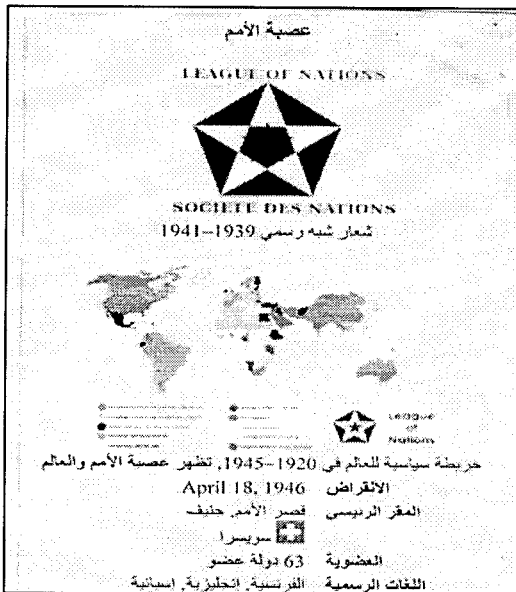 عصبة الأمم
LEAGUE OF NATIONS
SOCIETE DES NATIONS
شعار شبه رسمي 1939–1941
League
of
Nations
خريطة سياسية للعالم في 1920–1945, تظهر عصبة الأمم والعالم
الانقراض April 18, 1946
المقر الرئيسي قصر الأمم, جنيف
سويسرا
العضوية 63 دولة عضو
اللغات الرسمية الفرنسية, إنجليزية, إسبانية